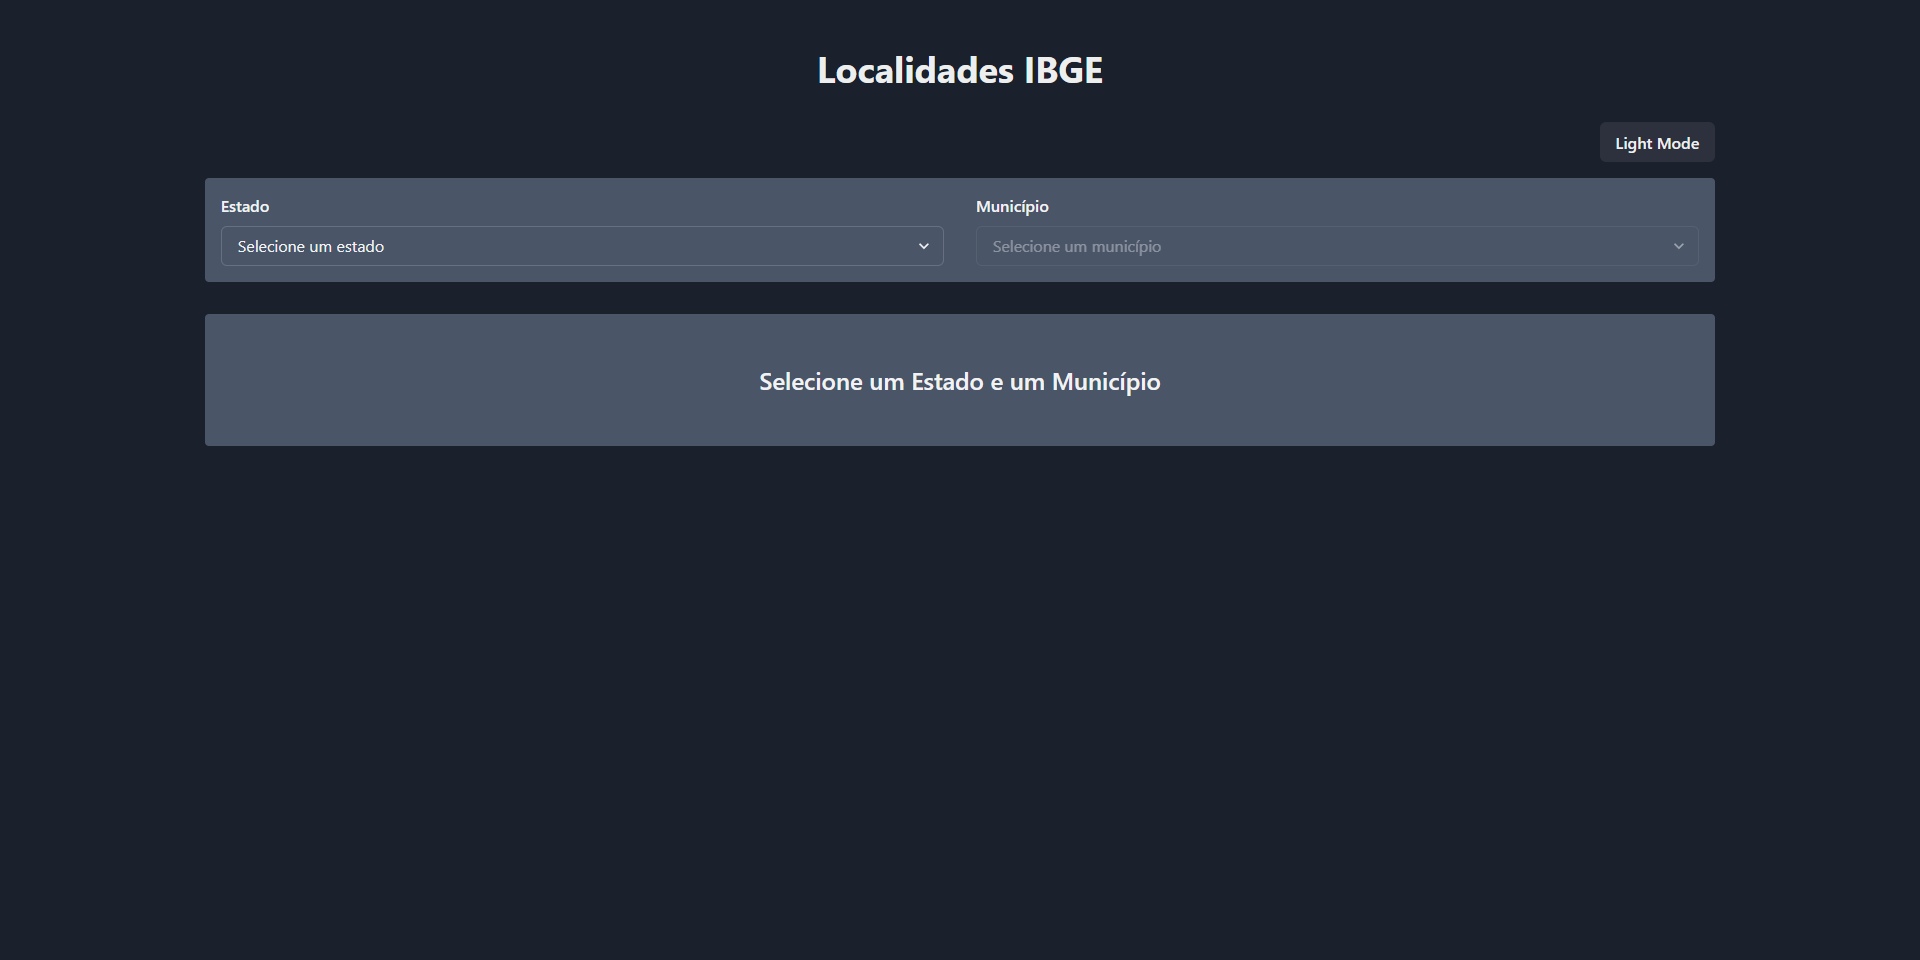 Localidades IBGE
Light Mode
Estado
Município
Selecione um estado
Selecione um município
Selecione um Estado e um Município